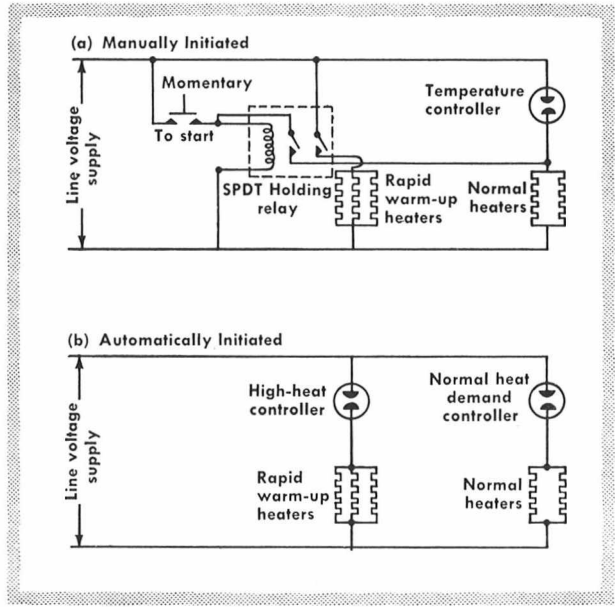 (a) Manually Initiated
Momentary
To start
Line voltage
supply
SPDT Holding
relay
Rapid
warm-up
heaters
Temperature
controller
Normal
heaters
(b) Automatically Initiated
Line voltage
supply
High-heat
controller
Normal heat
demand
controller
Rapid
warm-up
heaters
Normal
heaters